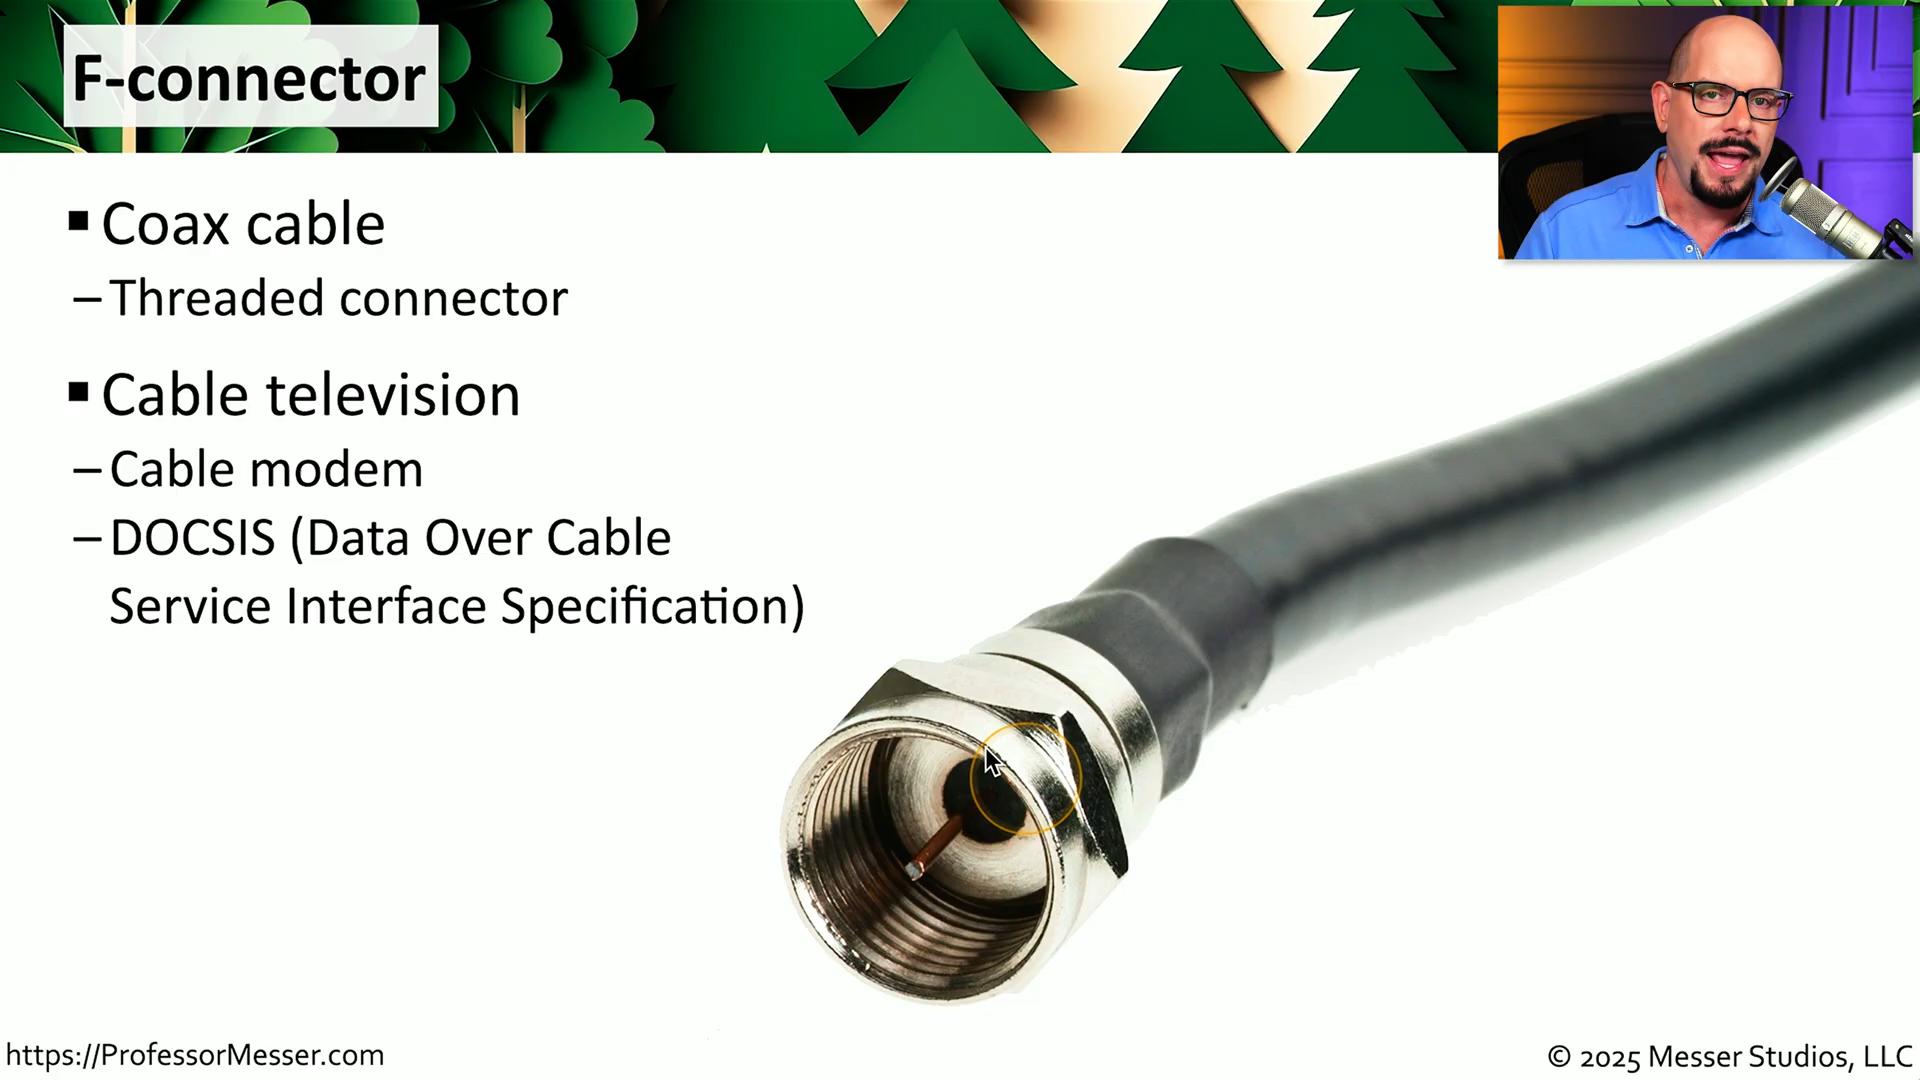 F-connector
▪ Coax cable
– Threaded connector
▪ Cable television
– Cable modem
– DOCSIS (Data Over Cable
Service Interface Specification)
https://ProfessorMesser.com
© 2025 Messer Studios, LLC